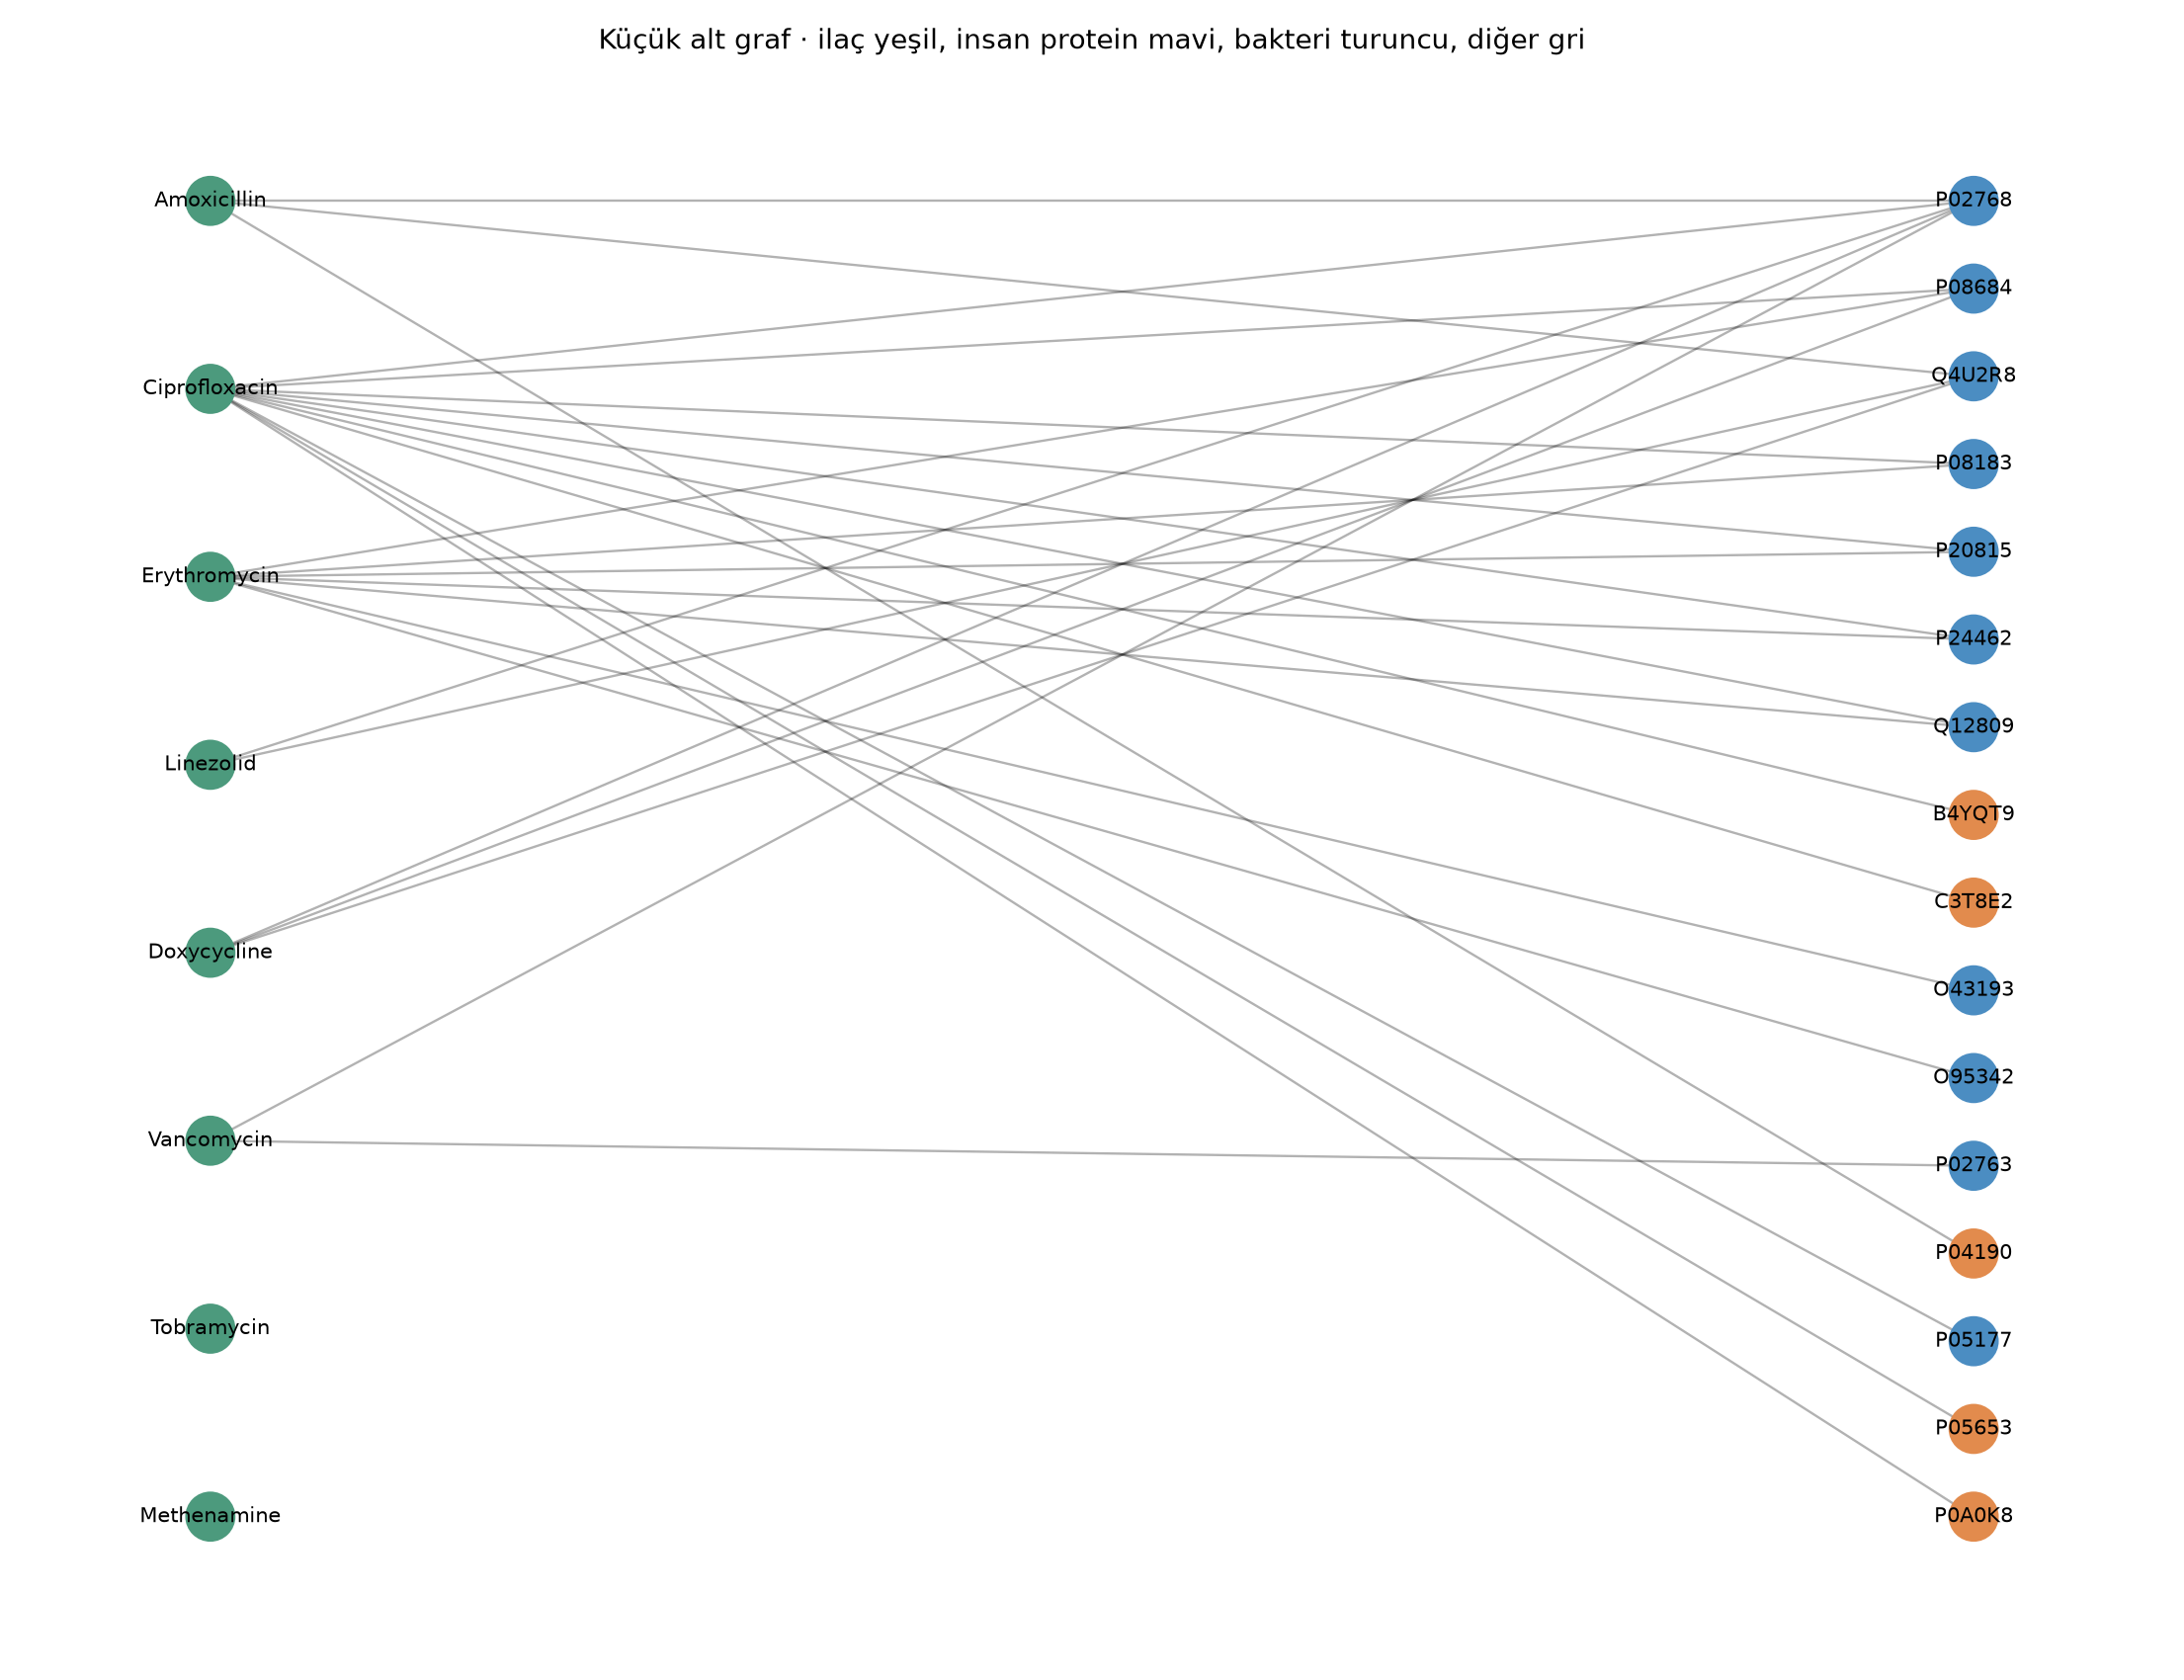 Küçük alt graf · ilaç yeşil, insan protein mavi, bakteri turuncu, diğer gri
Amoxicillin
Ciprofloxacin
Erythromycin
Linezolid
Doxycycline
Vancomycin
Tobramycin
Methenamine
P02768
P08684
Q4U2R8
P08183
P20815
P24462
Q12809
B4YQT9
C3T8E2
O43193
O95342
P02763
P04190
P05177
P05653
P0A0K8